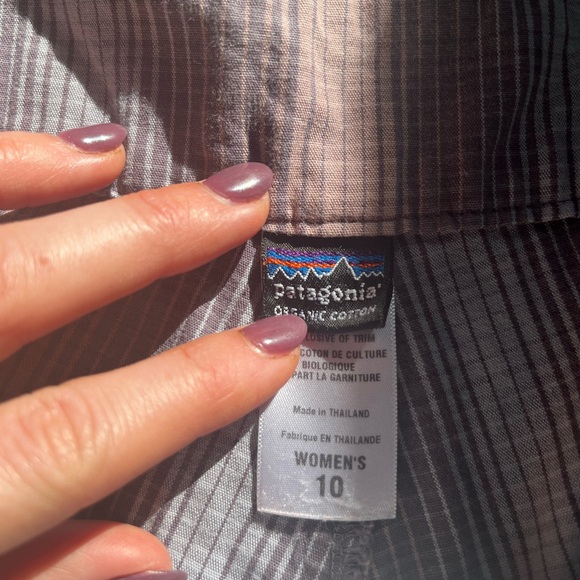 patagonia®
ORGANIC COTTON
USIVE OF TRIM
COTON DE CULTURE
BIOLOGIQUE
PART LA GARNITURE
Made in THAILAND
Fabrique EN THAILANDE
WOMEN'S
10